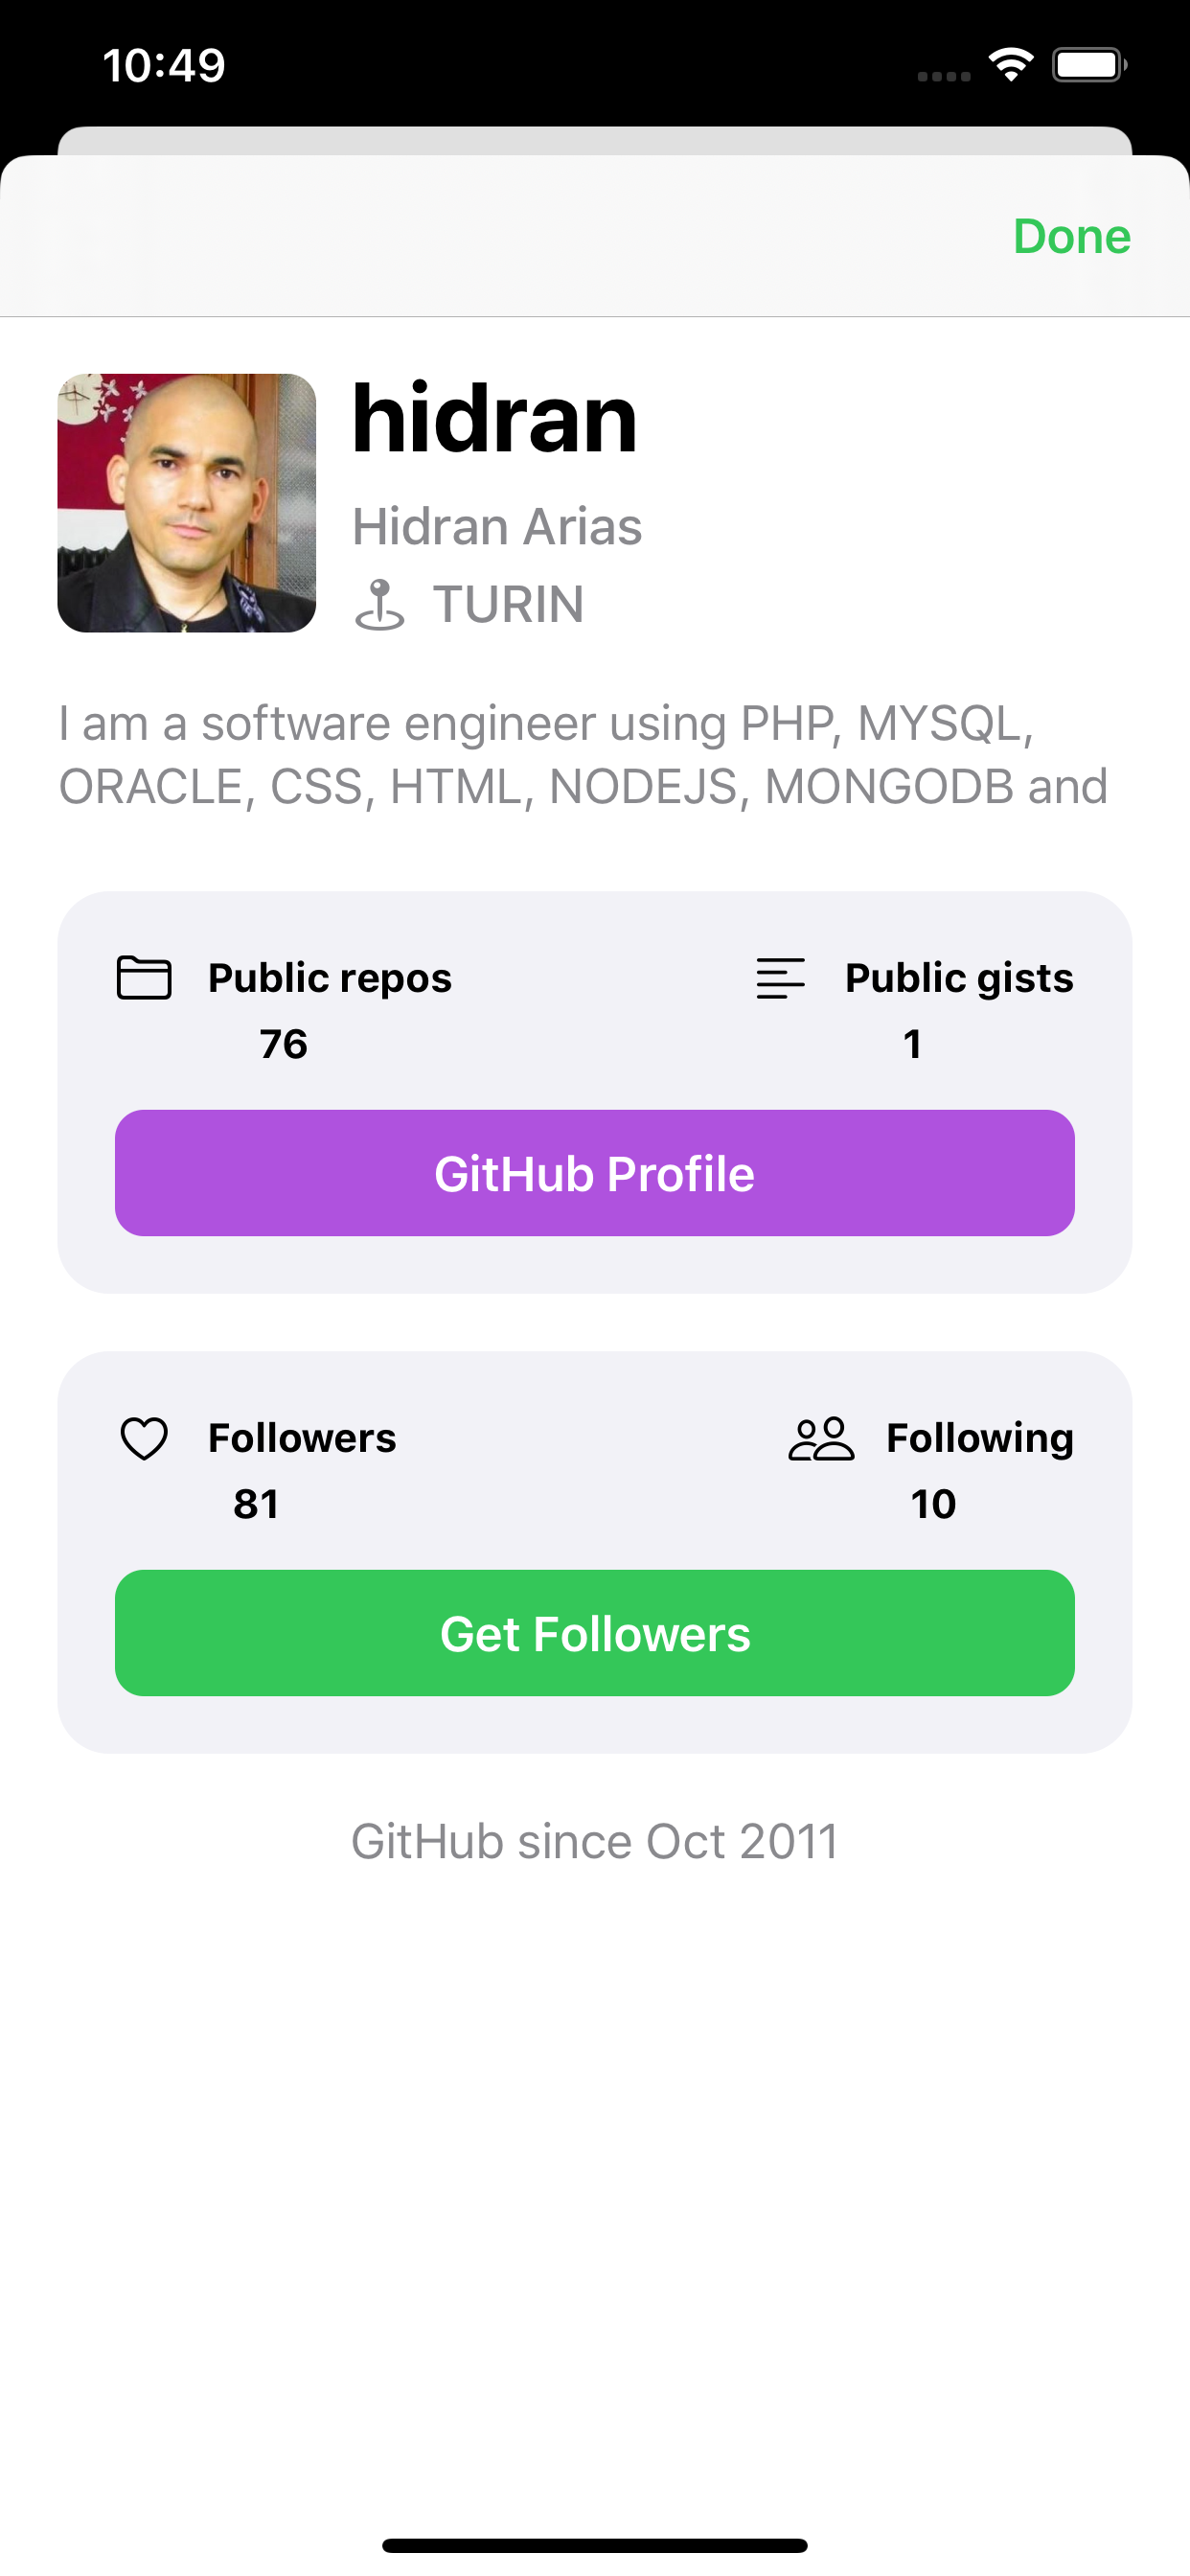 10:49
Done
hidran
Hidran Arias
TURIN
I am a software engineer using PHP, MYSQL,
ORACLE, CSS, HTML, NODEJS, MONGODB and
Public repos
76
Public gists
1
GitHub Profile
Followers
81
Following
10
Get Followers
GitHub since Oct 2011